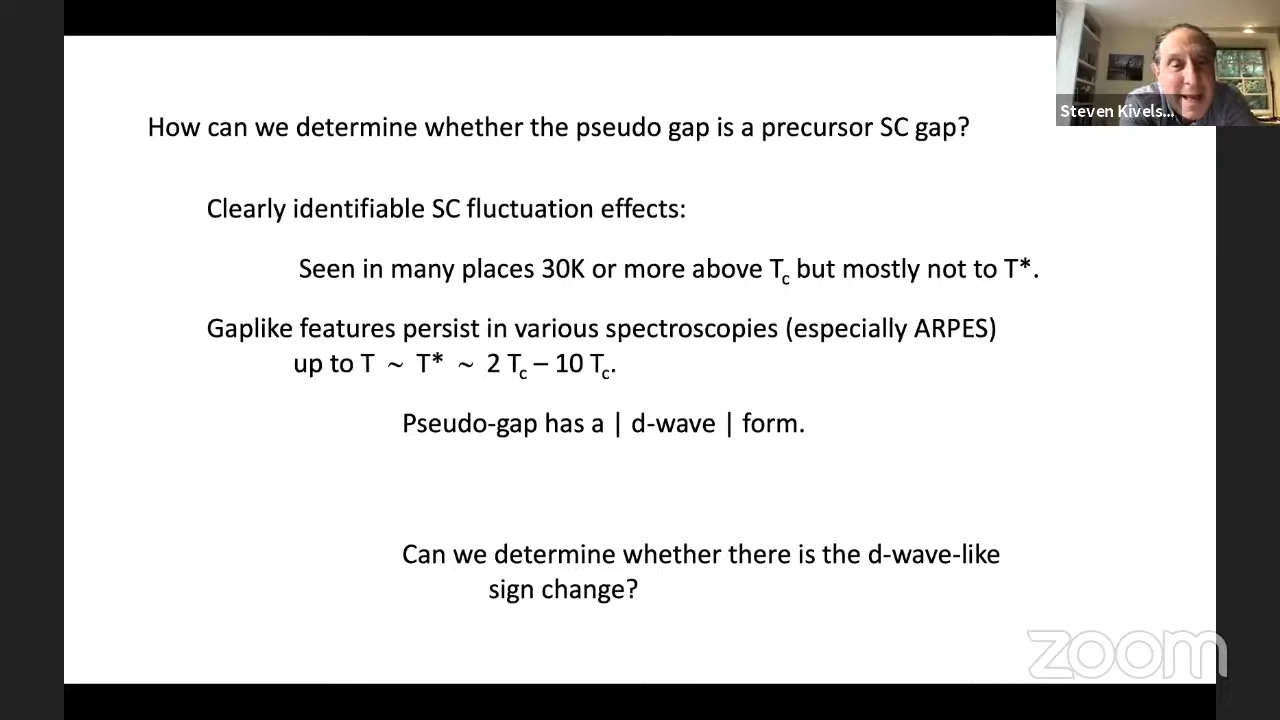 How can we determine whether the pseudo gap is a precursor SC gap?
Steven Kivels...
Clearly identifiable SC fluctuation effects:
Seen in many places 30K or more above Tc but mostly not to T*.
Gaplike features persist in various spectroscopies (especially ARPES)
up to T ~ T* ~ 2 Tc – 10 Tc.
Pseudo-gap has a | d-wave | form.
Can we determine whether there is the d-wave-like
sign change?
zoom